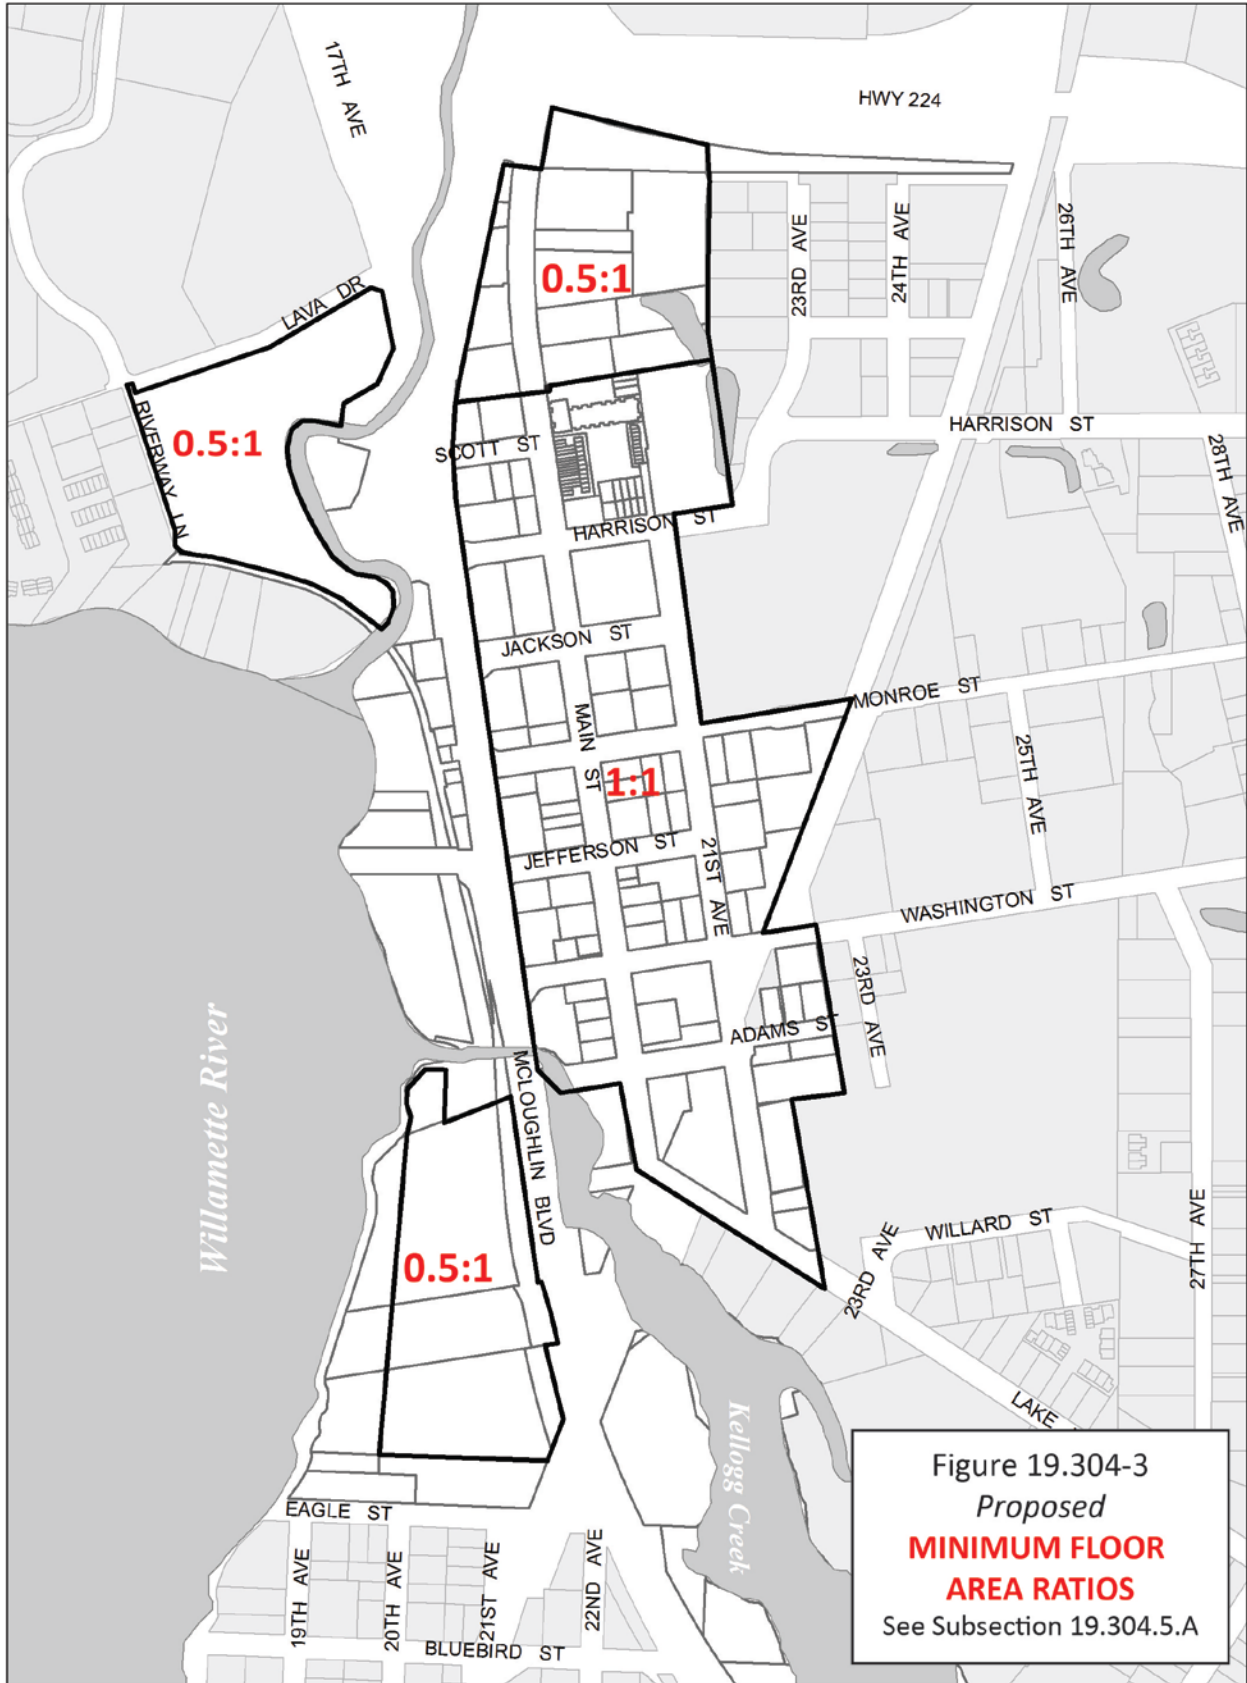 17TH AVE
HWY 224
23RD AVE
24TH AVE
26TH AVE
0.5:1
LAVA DR
RIVERWAY LN
0.5:1
SCOTT ST
HARRISON ST
28TH AVE
HARRISON ST
JACKSON ST
MONROE ST
MAIN ST
25TH AVE
1:1
JEFFERSON ST
21ST AVE
WASHINGTON ST
23RD AVE
ADAMS ST
Willamette River
MCLOUGHLIN BLVD
0.5:1
WILLARD ST
23RD AVE
27TH AVE
LAKE
Kellogg Creek
EAGLE ST
19TH AVE
20TH AVE
21ST AVE
22ND AVE
BLUEBIRD ST
Figure 19.304-3
Proposed
MINIMUM FLOOR
AREA RATIOS
See Subsection 19.304.5.A